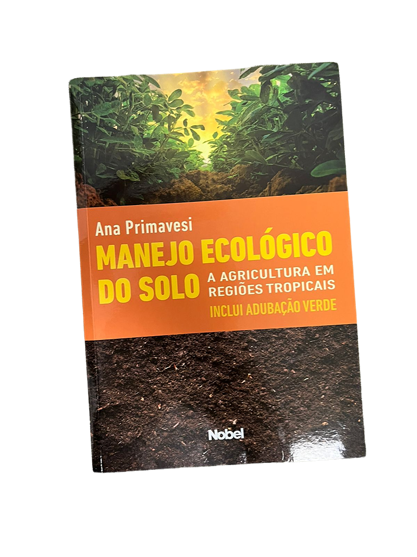 Ana Primavesi
MANEJO ECOLÓGICO
DO SOLO
A AGRICULTURA EM
REGIÕES TROPICAIS
INCLUI ADUBAÇÃO VERDE
Nobel